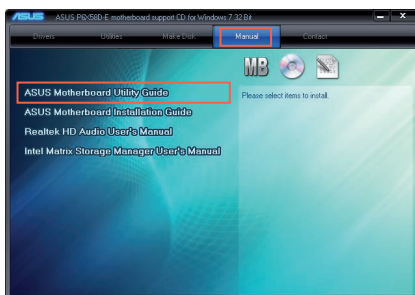 ASUS ASUS P6X58D-E motherboard support CD for Windows 7 32 Bit
Drivers Utilities Make Disk Manual Contact
MB
ASUS Motherboard Utility Guide
Please select items to install.
ASUS Motherboard Installation Guide
Realtek HD Audio User's Manual
Intel Matrix Storage Manager User's Manual